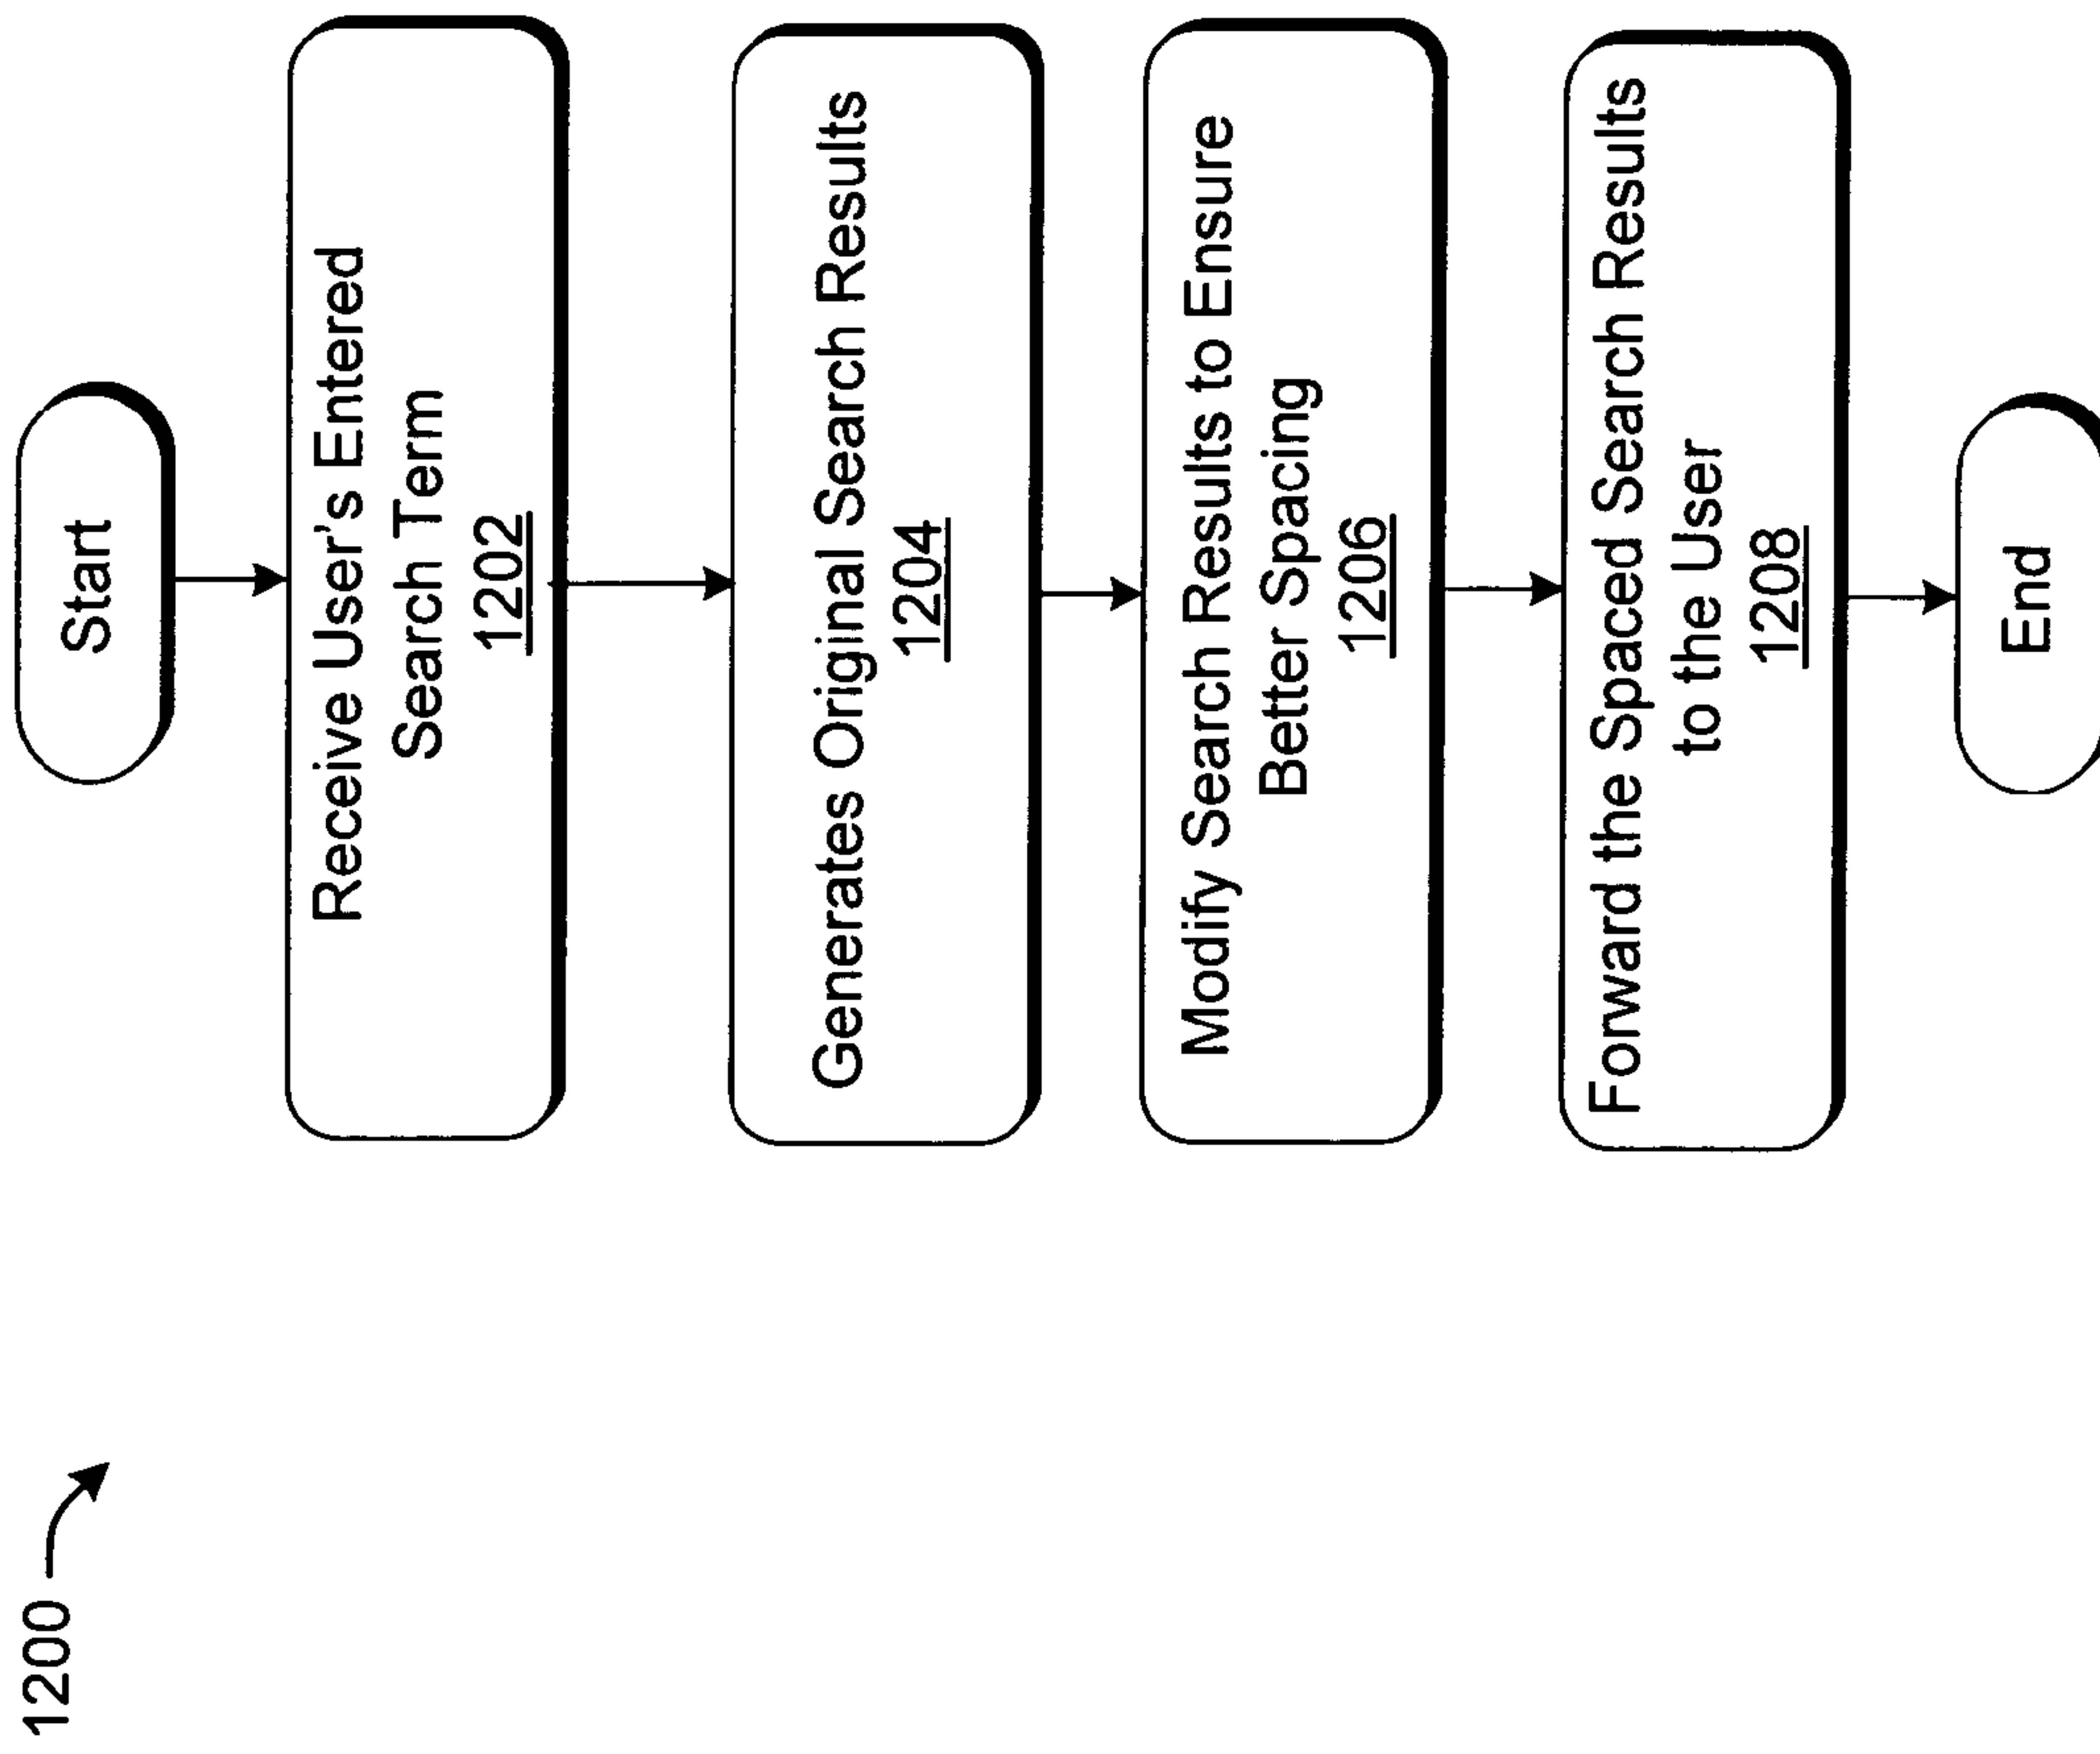 1200
Start
Receive User's Entered
Search Term
1202
Generates Original Search Results
1204
Modify Search Results to Ensure
Better Spacing
1206
Forward the Spaced Search Results
to the User
1208
End